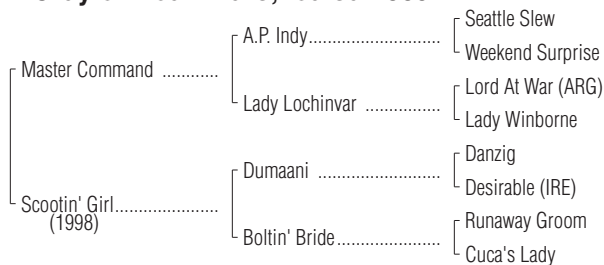 Seattle Slew
A.P. Indy........................................
Weekend Surprise
Master Command ............
Lord At War (ARG)
Lady Lochinvar ......................
Lady Winborne
Danzig
Dumaani ....................................
Desirable (IRE)
Scootin' Girl......................
(1998)
Runaway Groom
Boltin' Bride...............................
Cuca's Lady